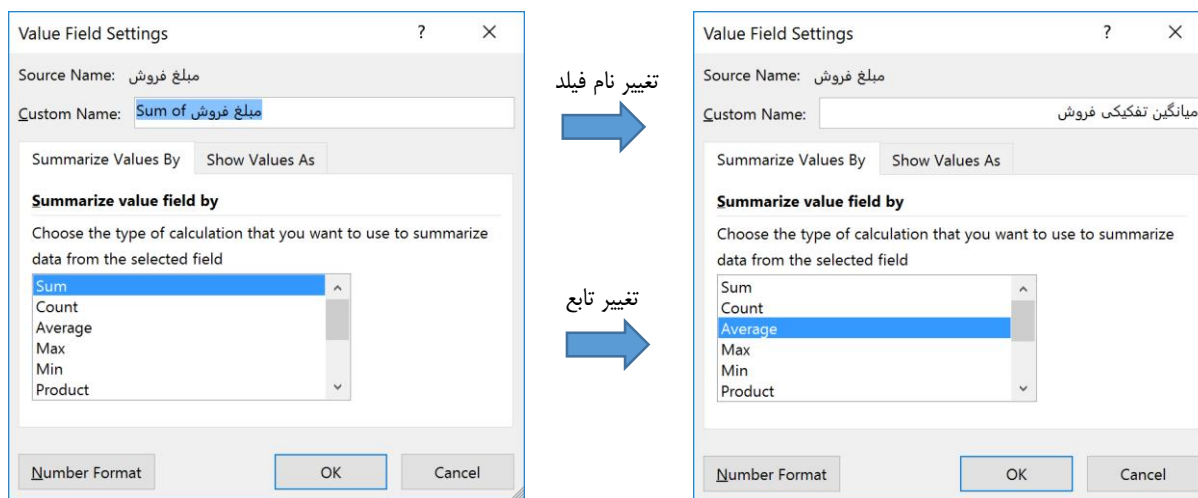 Value Field Settings ? ×
Source Name: مبلغ فروش
Custom Name: Sum of مبلغ فروش
Summarize Values By Show Values As
Summarize value field by
Choose the type of calculation that you want to use to summarize
data from the selected field
Sum
Count
Average
Max
Min
Product
Number Format OK Cancel
تغییر نام فیلد
تغییر تابع
Value Field Settings ? ×
Source Name: مبلغ فروش
Custom Name: میانگین تفکیکی فروش
Summarize Values By Show Values As
Summarize value field by
Choose the type of calculation that you want to use to summarize
data from the selected field
Sum
Count
Average
Max
Min
Product
Number Format OK Cancel